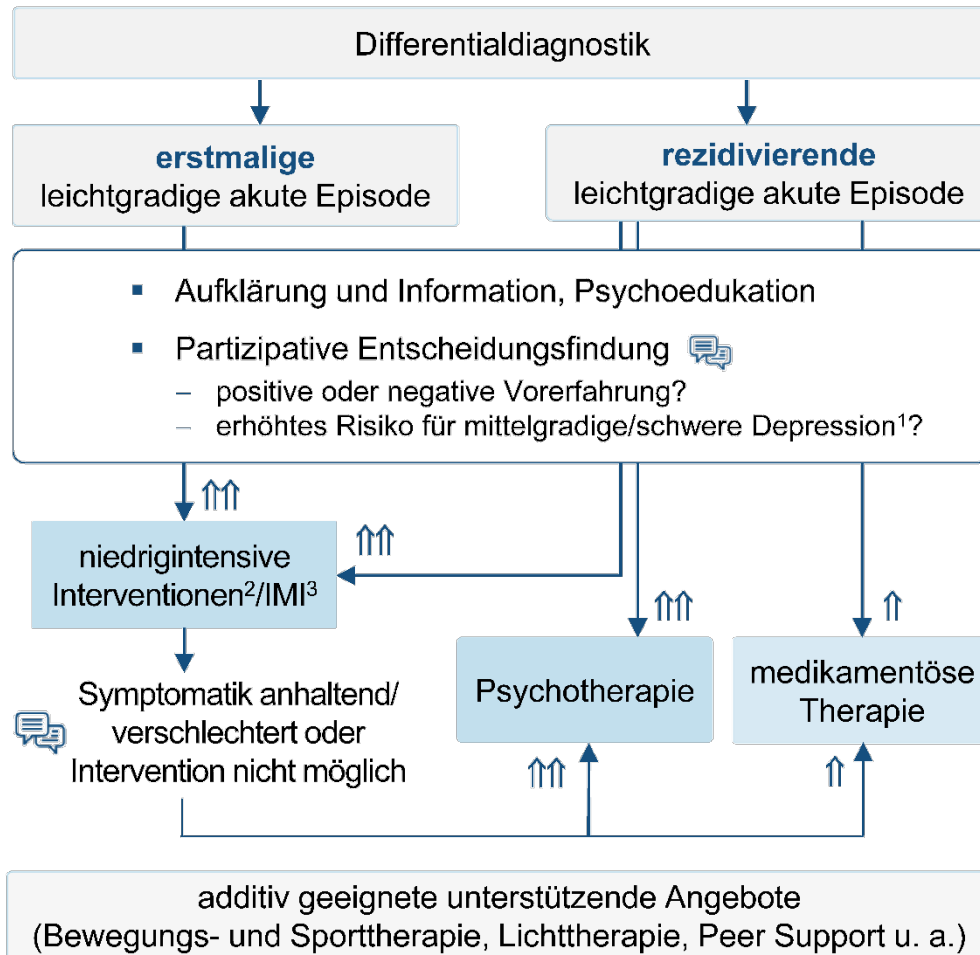 Differentialdiagnostik
erstmalige
leichtgradige akute Episode
rezidivierende
leichtgradige akute Episode
▪ Aufklärung und Information, Psychoedukation
▪ Partizipative Entscheidungsfindung
– positive oder negative Vorerfahrung?
– erhöhtes Risiko für mittelgradige/schwere Depression¹?
⇑⇑
niedrigintensive
Interventionen²/IMI³
⇑⇑
⇑⇑
Psychotherapie
⇑
medikamentöse
Therapie
Symptomatik anhaltend/
verschlechtert oder
Intervention nicht möglich
⇑⇑
⇑
additiv geeignete unterstützende Angebote
(Bewegungs- und Sporttherapie, Lichttherapie, Peer Support u. a.)